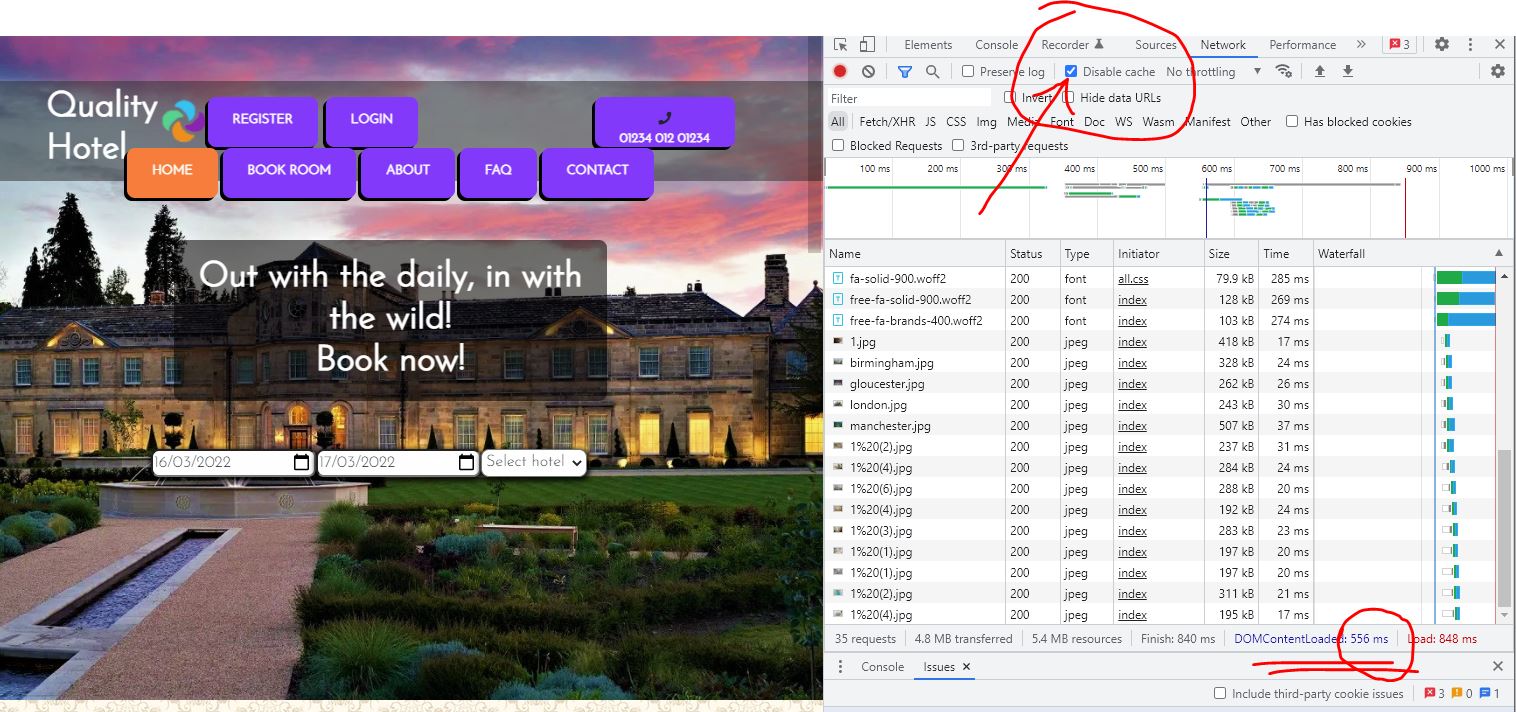 Quality
Hotel
REGISTER
LOGIN
01234 012 01234
HOME
BOOK ROOM
ABOUT
FAQ
CONTACT
Out with the daily, in with
the wild!
Book now!
16/03/2022
17/03/2022
Select hotel
Elements Console Recorder Sources Network Performance » 3
Preserve log Disable cache No throttling
Filter Invert Hide data URLs
All Fetch/XHR JS CSS Img Media Font Doc WS Wasm Manifest Other Has blocked cookies
Blocked Requests 3rd-party requests
100 ms 200 ms 300 ms 400 ms 500 ms 600 ms 700 ms 800 ms 900 ms 1000 ms
Name Status Type Initiator Size Time Waterfall
fa-solid-900.woff2 200 font all.css 79.9 kB 285 ms
free-fa-solid-900.woff2 200 font index 128 kB 269 ms
free-fa-brands-400.woff2 200 font index 103 kB 274 ms
1.jpg 200 jpeg index 418 kB 17 ms
birmingham.jpg 200 jpeg index 328 kB 24 ms
gloucester.jpg 200 jpeg index 262 kB 26 ms
london.jpg 200 jpeg index 243 kB 30 ms
manchester.jpg 200 jpeg index 507 kB 37 ms
1%20(2).jpg 200 jpeg index 237 kB 31 ms
1%20(4).jpg 200 jpeg index 284 kB 24 ms
1%20(6).jpg 200 jpeg index 288 kB 20 ms
1%20(4).jpg 200 jpeg index 192 kB 24 ms
1%20(3).jpg 200 jpeg index 283 kB 23 ms
1%20(1).jpg 200 jpeg index 197 kB 20 ms
1%20(1).jpg 200 jpeg index 197 kB 20 ms
1%20(2).jpg 200 jpeg index 311 kB 21 ms
1%20(4).jpg 200 jpeg index 195 kB 17 ms
35 requests 4.8 MB transferred 5.4 MB resources Finish: 840 ms DOMContentLoaded: 556 ms Load: 848 ms
Console Issues
Include third-party cookie issues 3 0 1